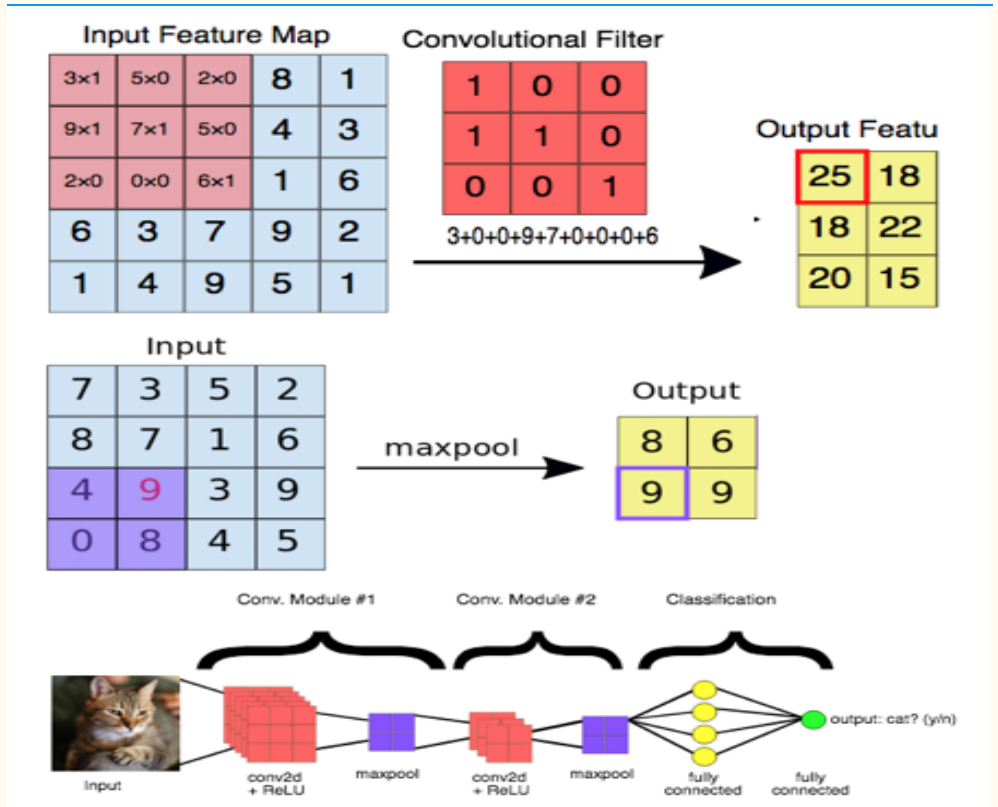 Input Feature Map
Convolutional Filter
3×1 5×0 2×0 8 1
9×1 7×1 5×0 4 3
2×0 0×0 6×1 1 6
6 3 7 9 2
1 4 9 5 1
1 0 0
1 1 0
0 0 1
3+0+0+9+7+0+0+0+6
Output Featu
25 18
18 22
20 15
Input
7 3 5 2
8 7 1 6
4 9 3 9
0 8 4 5
maxpool
Output
8 6
9 9
Conv. Module #1
Conv. Module #2
Classification
Input
conv2d
+ ReLU
maxpool
conv2d
+ ReLU
maxpool
fully
connected
fully
connected
output: cat? (y/n)